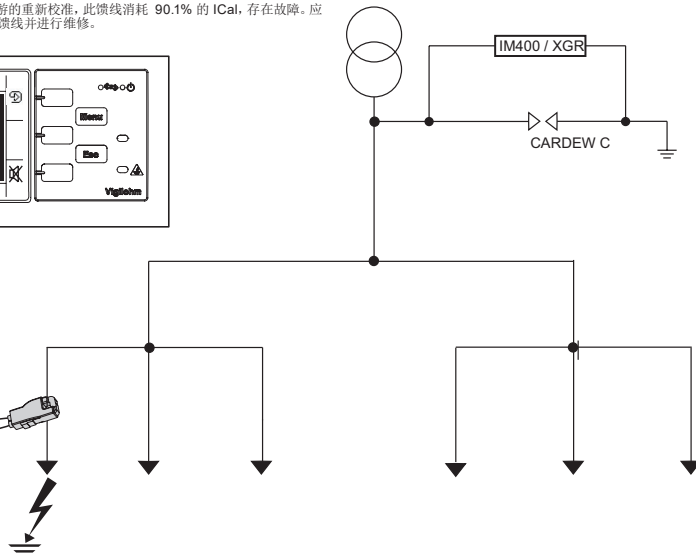 游的重新校准，此馈线消耗 90.1% 的 ICal，存在故障。应
馈线并进行维修。
IM400 / XGR
CARDEW C
Menu
Esc
Vigilohm